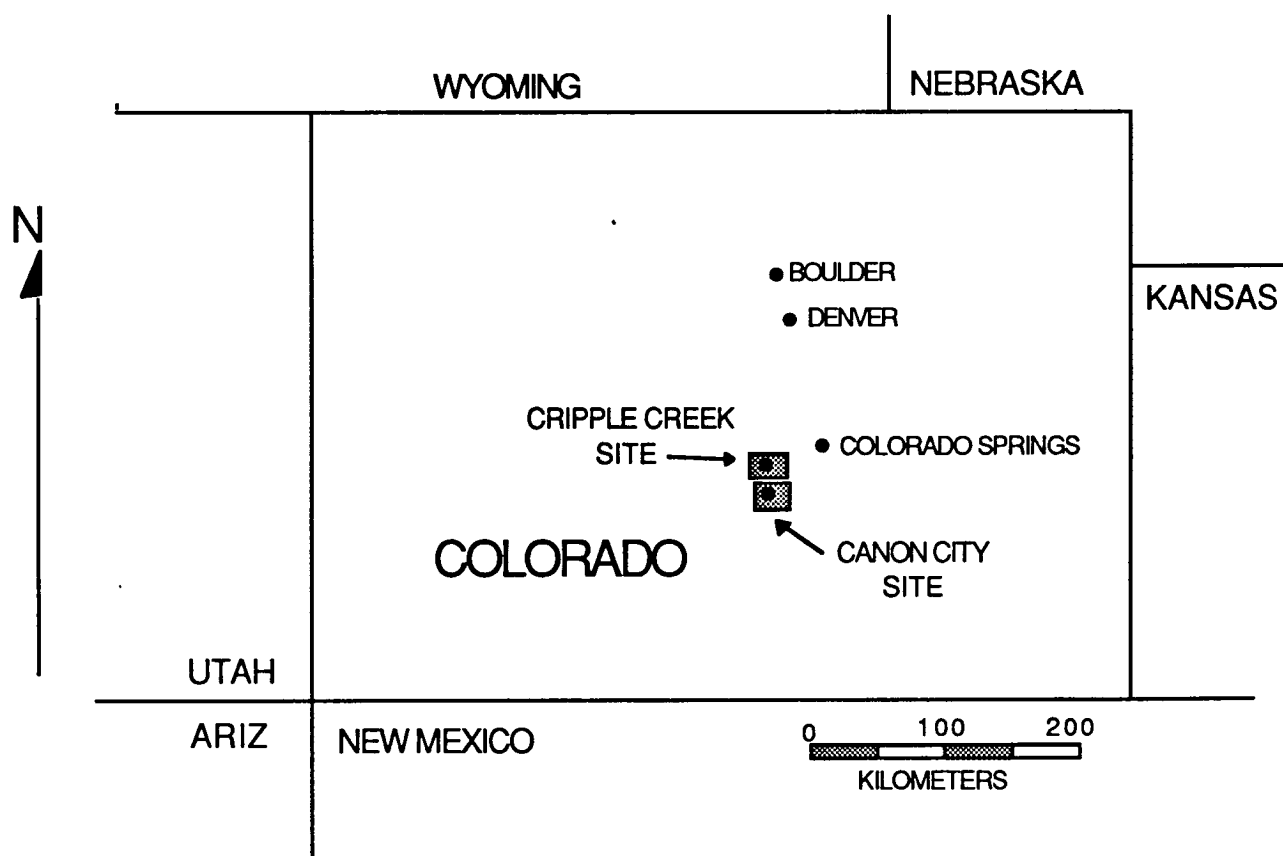 WYOMING
NEBRASKA
N
BOULDER
KANSAS
DENVER
CRIPPLE CREEK
SITE
COLORADO SPRINGS
COLORADO
CANON CITY
SITE
UTAH
ARIZ
NEW MEXICO
0 100 200
KILOMETERS